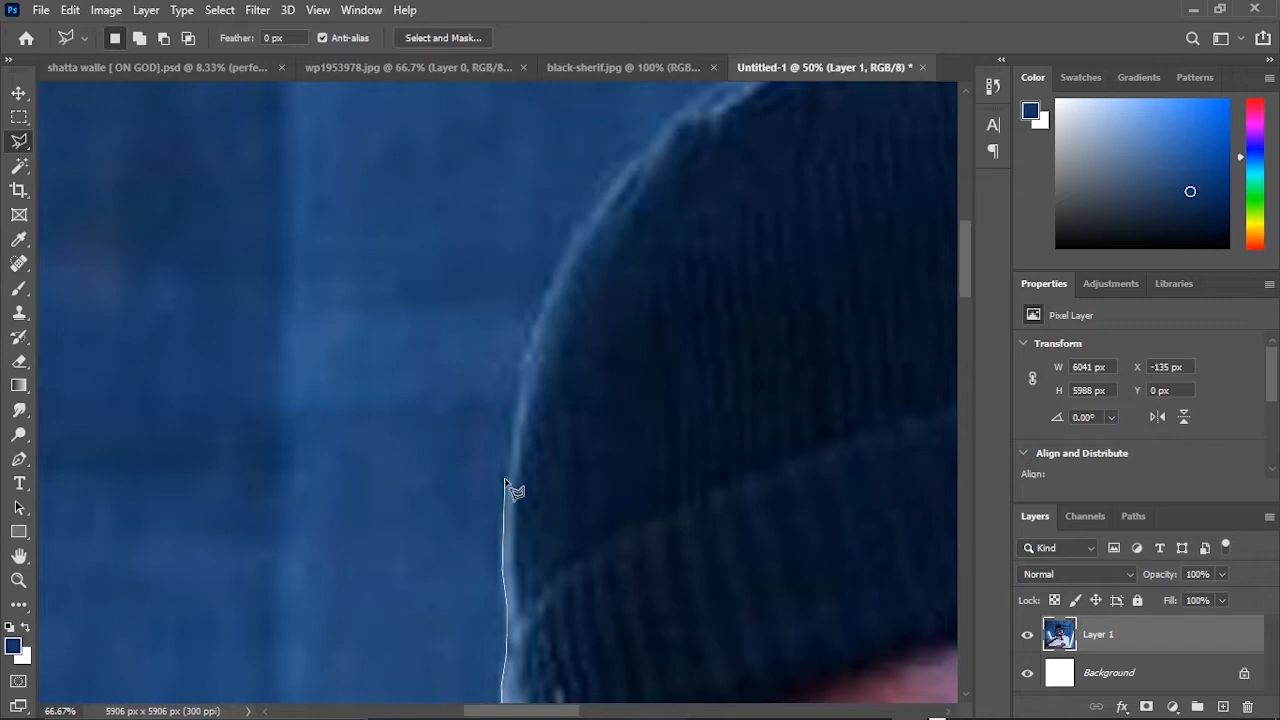 Ps File Edit Image Layer Type Select Filter 3D View Window Help
Feather: 0 px Anti-alias Select and Mask...
shatta walle [ ON GOD].psd @ 8.33% (perfe... × wp1953978.jpg @ 66.7% (Layer 0, RGB/8... × black-sherif.jpg @ 100% (RGB... × Untitled-1 @ 50% (Layer 1, RGB/8) * ×
Color Swatches Gradients Patterns
Properties Adjustments Libraries
Pixel Layer
Transform
W 6041 px X -135 px
H 5988 px Y 0 px
0.00°
Align and Distribute
Align:
Layers Channels Paths
Kind
Normal Opacity: 100%
Lock: Fill: 100%
Layer 1
Background
66.67% 5906 px x 5906 px (300 ppi)